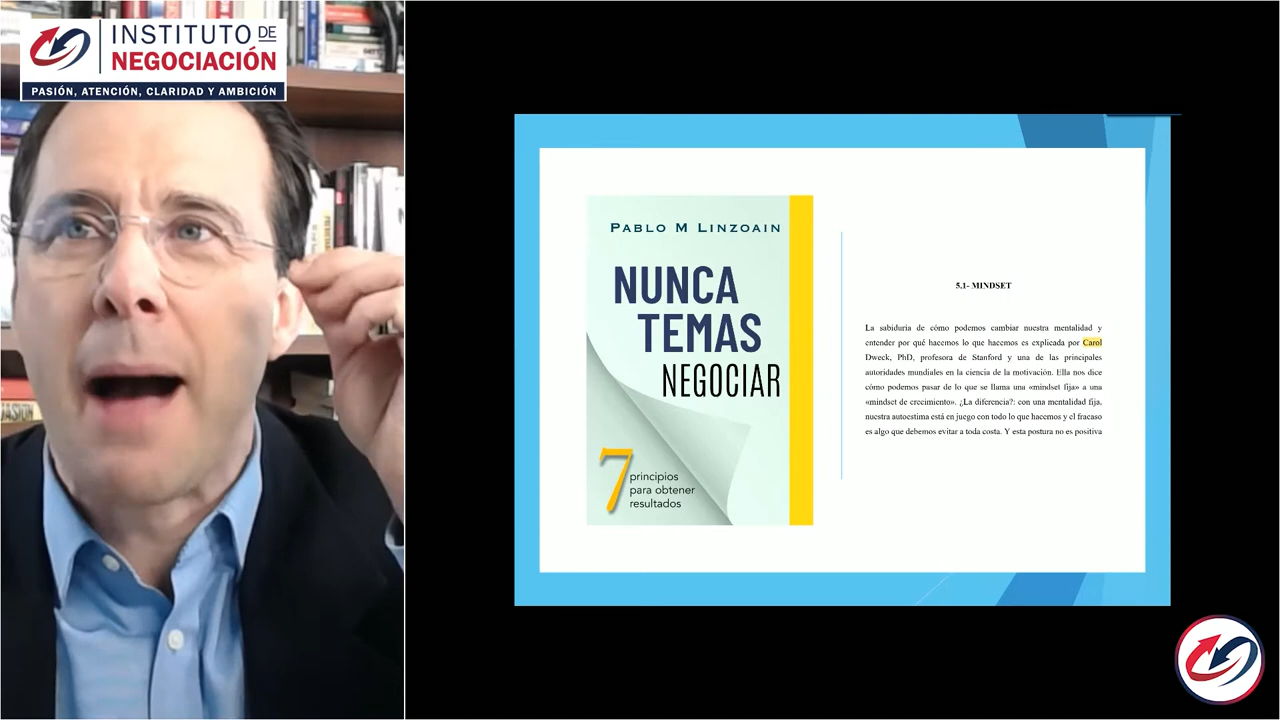 INSTITUTO DE
NEGOCIACIÓN
PASIÓN, ATENCIÓN, CLARIDAD Y AMBICIÓN
PABLO M LINZOAIN
NUNCA
TEMAS
NEGOCIAR
7
principios
para obtener
resultados
5.1- MINDSET
La sabiduría de cómo podemos cambiar nuestra mentalidad y
entender por qué hacemos lo que hacemos es explicada por Carol
Dweck, PhD, profesora de Stanford y una de las principales
autoridades mundiales en la ciencia de la motivación. Ella nos dice
cómo podemos pasar de lo que se llama una «mindset fija» a una
«mindset de crecimiento». ¿La diferencia?: con una mentalidad fija,
nuestra autoestima está en juego con todo lo que hacemos y el fracaso
es algo que debemos evitar a toda costa. Y esta postura no es positiva